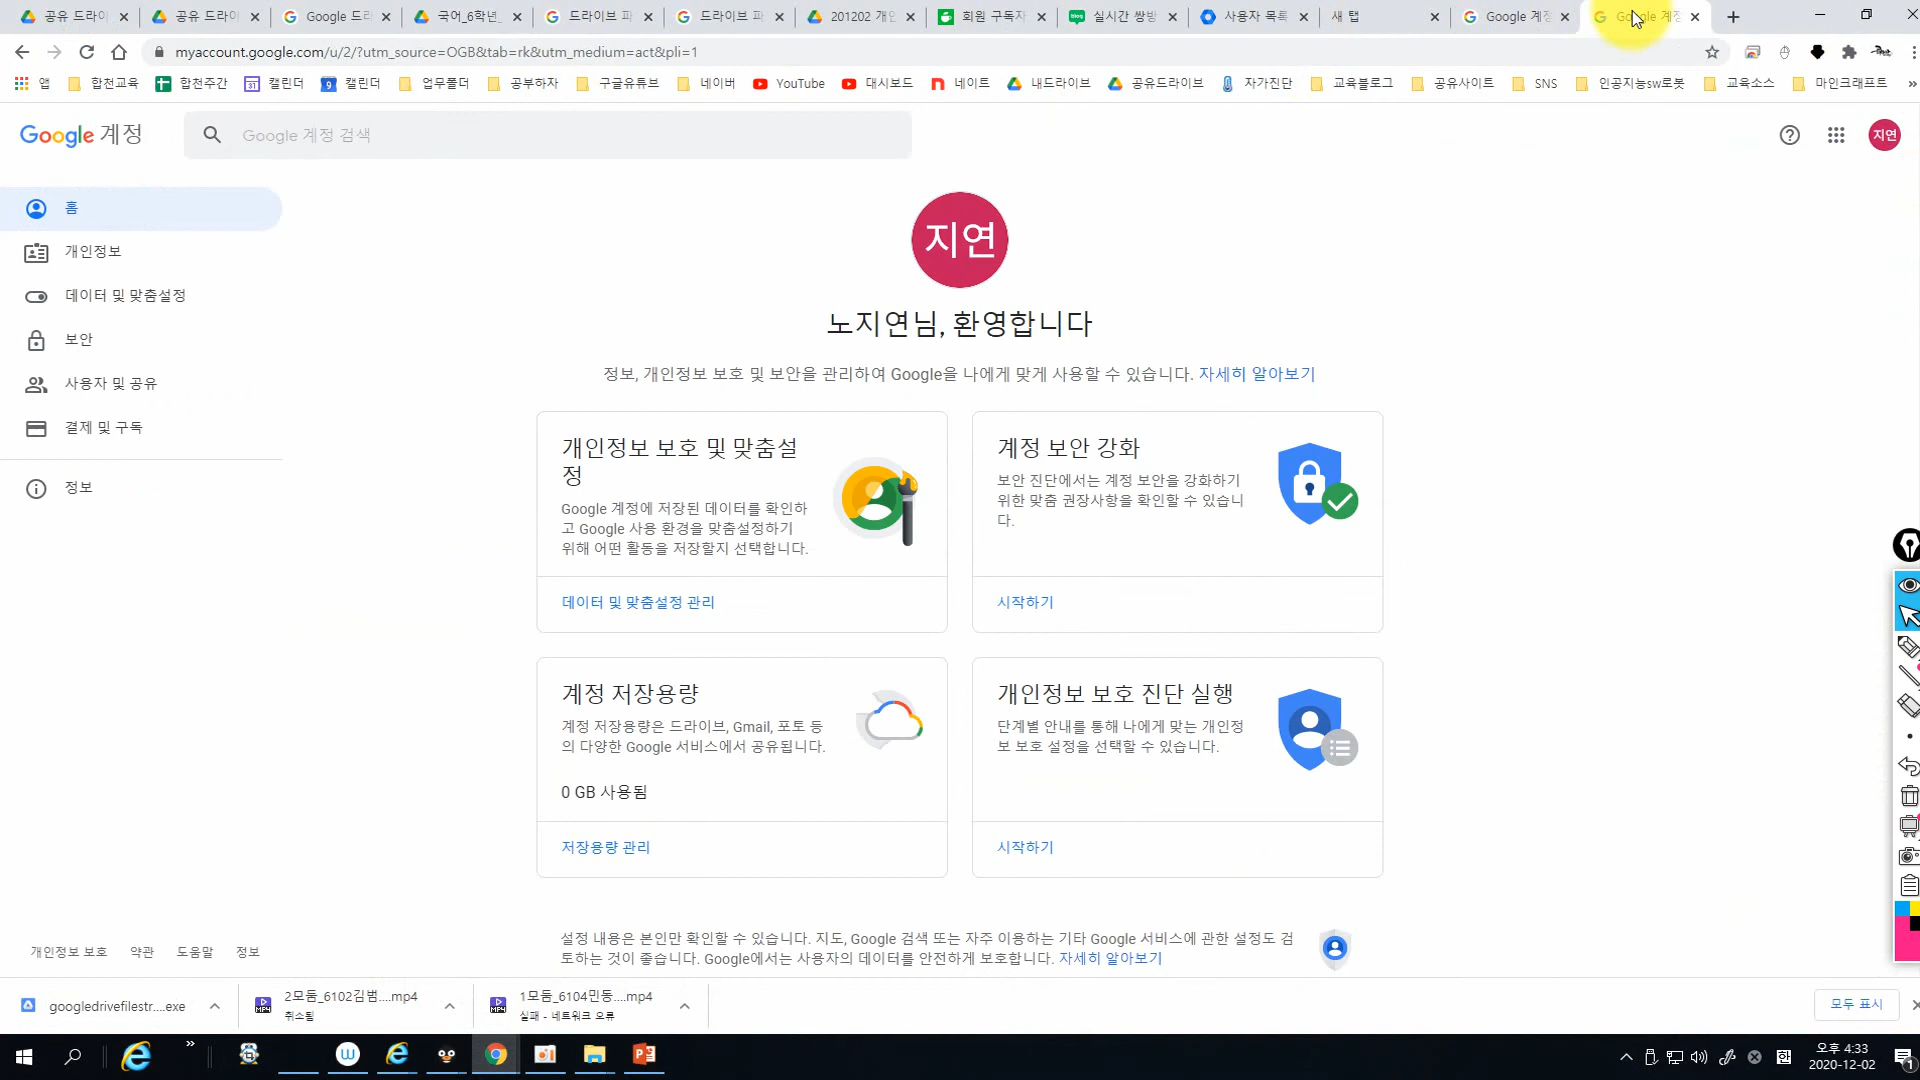 공유 드라이
공유 드라이
Google 드라
국어_6학년_
드라이브 파
드라이브 파
201202 개인
회원 구독자
실시간 쌍방
사용자 목록
새 탭
Google 계정
Google 계정
myaccount.google.com/u/2/?utm_source=OGB&tab=rk&utm_medium=act&pli=1
앱
합천교육
합천주간
캘린더
캘린더
업무폴더
공부하자
구글유튜브
네이버
YouTube
대시보드
네이트
내드라이브
공유드라이브
자가진단
교육블로그
공유사이트
SNS
인공지능sw로봇
교육소스
마인크래프트
»
Google 계정
Google 계정 검색
지연
홈
개인정보
데이터 및 맞춤설정
보안
사용자 및 공유
결제 및 구독
정보
지연
노지연님, 환영합니다
정보, 개인정보 보호 및 보안을 관리하여 Google을 나에게 맞게 사용할 수 있습니다. 자세히 알아보기
개인정보 보호 및 맞춤설
정
Google 계정에 저장된 데이터를 확인하
고 Google 사용 환경을 맞춤설정하기
위해 어떤 활동을 저장할지 선택합니다.
데이터 및 맞춤설정 관리
계정 보안 강화
보안 진단에서는 계정 보안을 강화하기
위한 맞춤 권장사항을 확인할 수 있습니
다.
시작하기
계정 저장용량
계정 저장용량은 드라이브, Gmail, 포토 등
의 다양한 Google 서비스에서 공유됩니다.
0 GB 사용됨
저장용량 관리
개인정보 보호 진단 실행
단계별 안내를 통해 나에게 맞는 개인정
보 보호 설정을 선택할 수 있습니다.
시작하기
설정 내용은 본인만 확인할 수 있습니다. 지도, Google 검색 또는 자주 이용하는 기타 Google 서비스에 관한 설정도 검
토하는 것이 좋습니다. Google에서는 사용자의 데이터를 안전하게 보호합니다. 자세히 알아보기
개인정보 보호
약관
도움말
정보
googledrivefilestr....exe
2모둠_6102김범....mp4
취소됨
1모둠_6104민동....mp4
실패 - 네트워크 오류
모두 표시
»
한
오후 4:33
2020-12-02
1